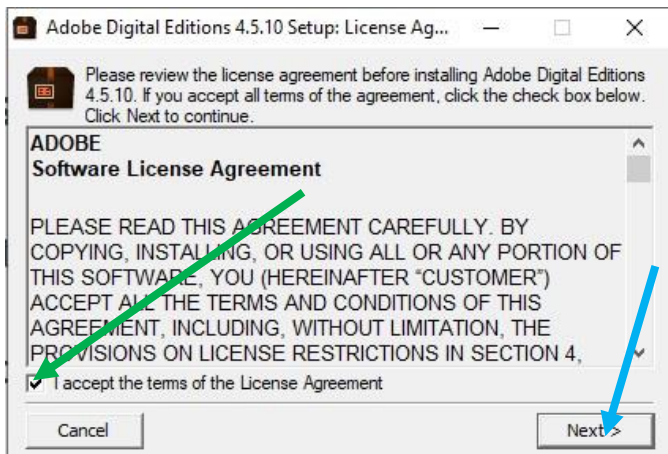 Adobe Digital Editions 4.5.10 Setup: License Ag...
Please review the license agreement before installing Adobe Digital Editions
4.5.10. If you accept all terms of the agreement, click the check box below.
Click Next to continue.
ADOBE
Software License Agreement
PLEASE READ THIS AGREEMENT CAREFULLY. BY
COPYING, INSTALLING, OR USING ALL OR ANY PORTION OF
THIS SOFTWARE, YOU (HEREINAFTER “CUSTOMER”)
ACCEPT ALL THE TERMS AND CONDITIONS OF THIS
AGREEMENT, INCLUDING, WITHOUT LIMITATION, THE
PROVISIONS ON LICENSE RESTRICTIONS IN SECTION 4,
I accept the terms of the License Agreement
Cancel
Next >